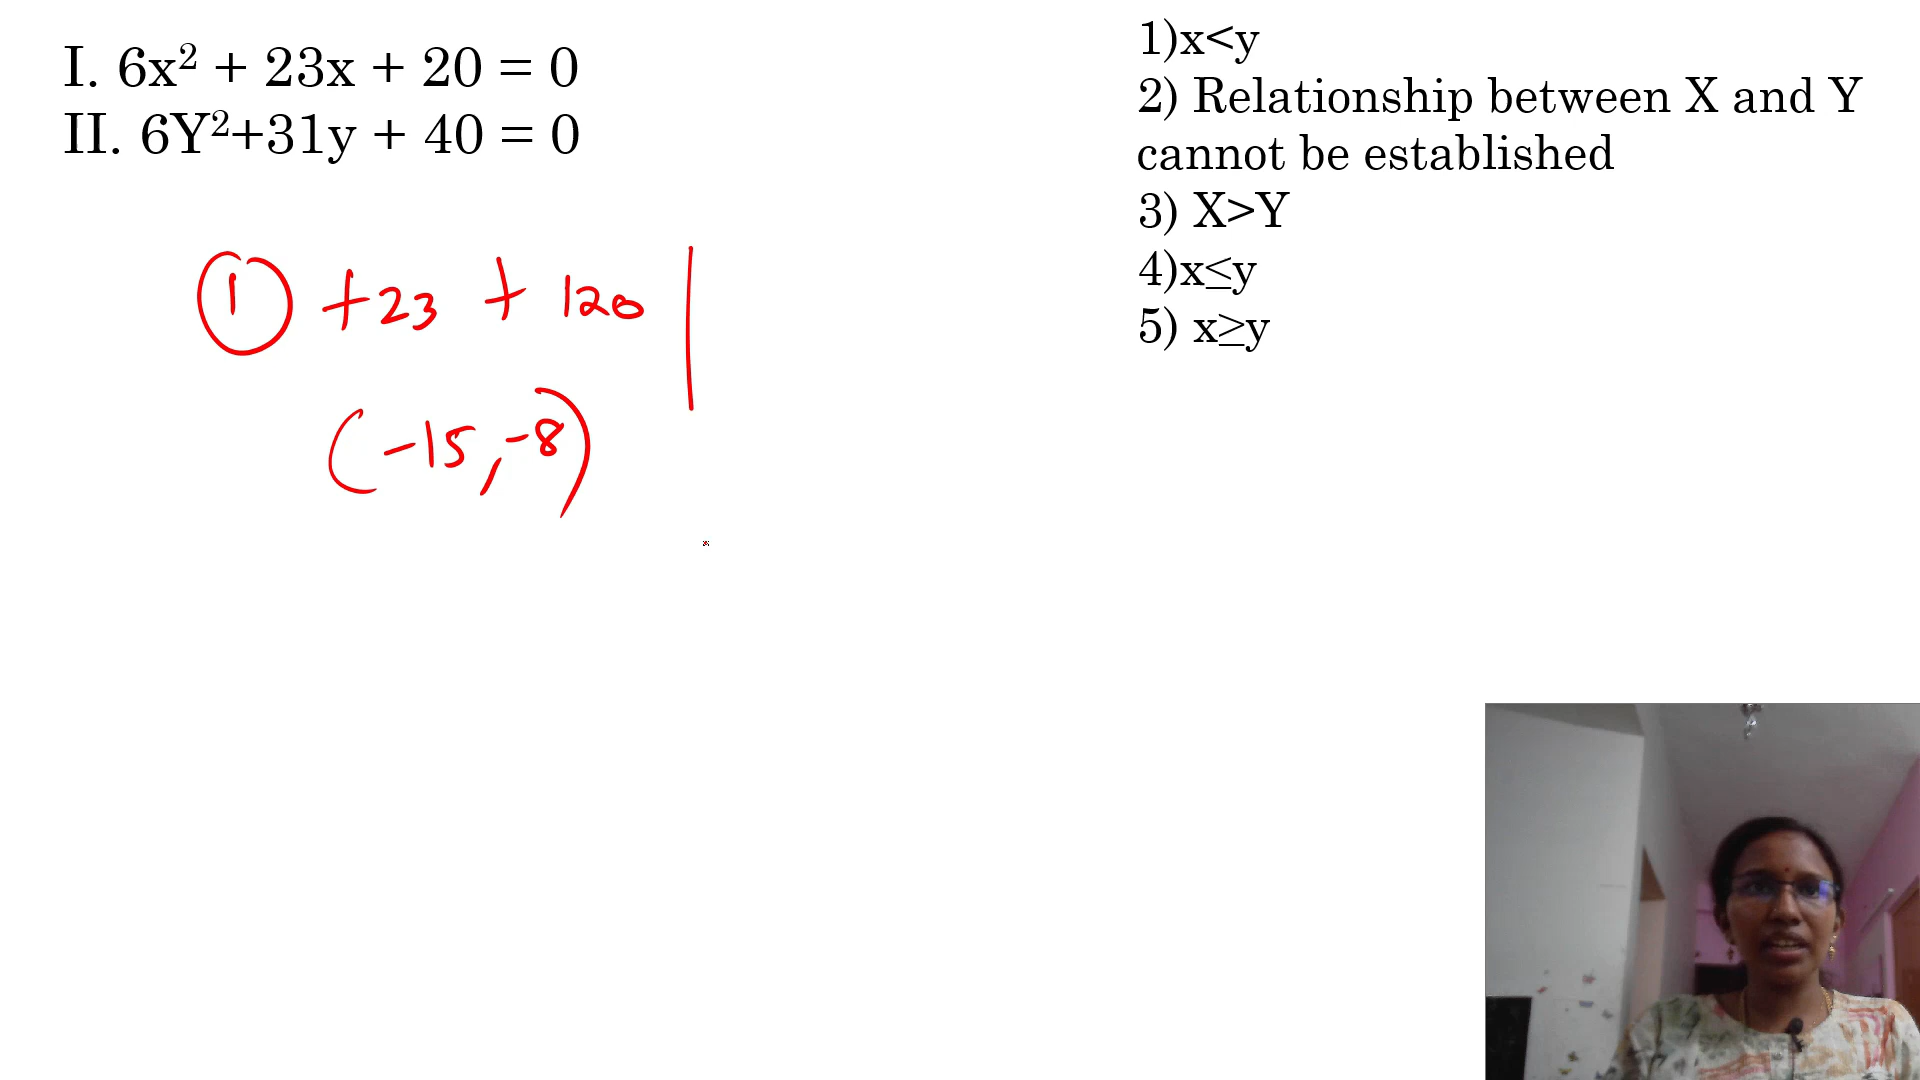 I. 6x² + 23x + 20 = 0
II. 6Y²+31y + 40 = 0
1)x<y
2) Relationship between X and Y
cannot be established
3) X>Y
4)x≤y
5) x≥y
1 +23 + 120
(-15, -8)